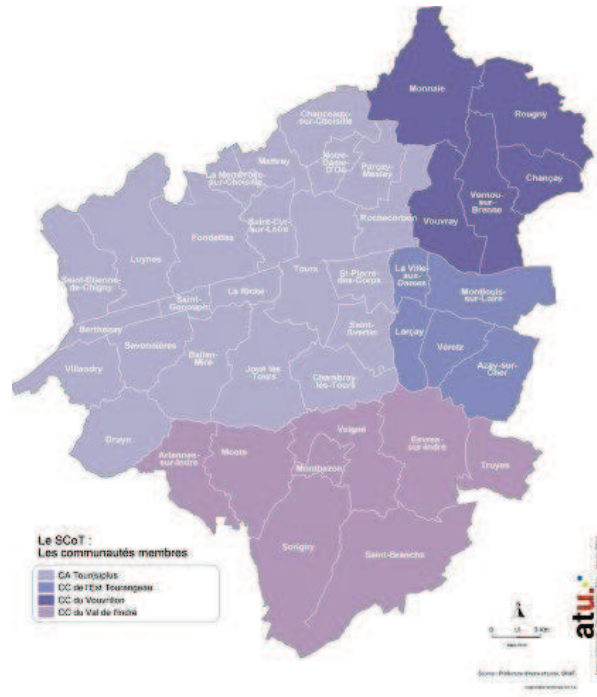 Monnaie
Reugny
Chanceaux-
sur-Choisille
Mettray
Notre-
Dame-
D'Oé
Parçay-
Meslay
La Membrolle-
sur-Choisille
Chançay
Vernou-
sur-
Brenne
Vouvray
Rochecorbon
Saint-Cyr-
sur-Loire
Fondettes
Luynes
Saint-Etienne-
de-Chigny
Tours
St Pierre-
des-Corps
La Ville-
aux-
Dames
Montlouis-
sur-Loire
La Riche
Saint-
Genouph
Berthenay
Savonnières
Saint-
Avertin
Larçay
Véretz
Azay-sur-
Cher
Villandry
Ballan-
Miré
Joué les
Tours
Chambray
-lès-Tours
Druye
Artannes-
sur-Indre
Monts
Veigné
Montbazon
Esvres-
sur-Indre
Truyes
Sorigny
Saint-Branchs
Le SCoT :
Les communautés membres
CA Tour(s)plus
CC de l'Est Tourangeau
CC du Vouvrillon
CC du Val de l'Indre
atu